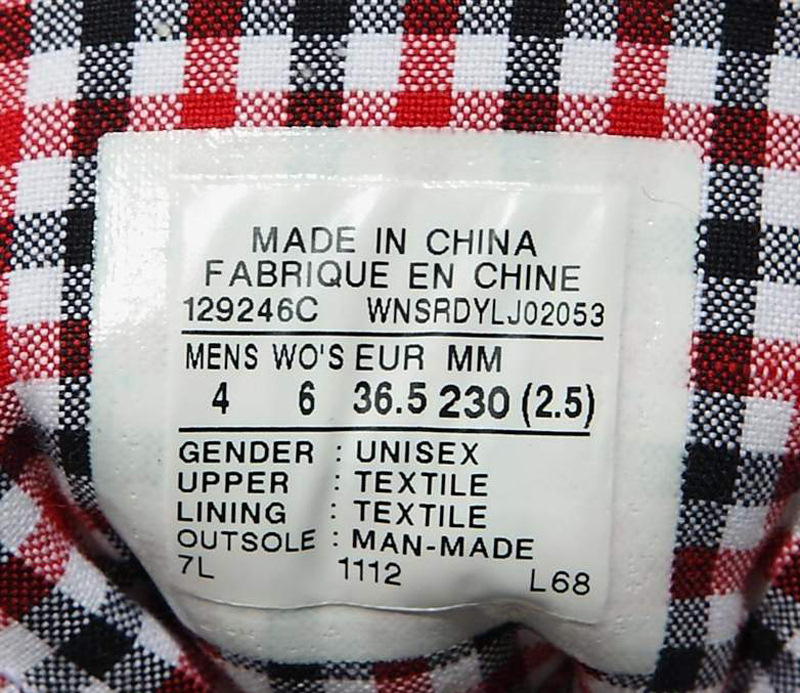 MADE IN CHINA
FABRIQUE EN CHINE
129246C WNSRDYLJ02053
MENS WO'S EUR MM
4 6 36.5 230 (2.5)
GENDER : UNISEX
UPPER : TEXTILE
LINING : TEXTILE
OUTSOLE : MAN-MADE
7L 1112 L68